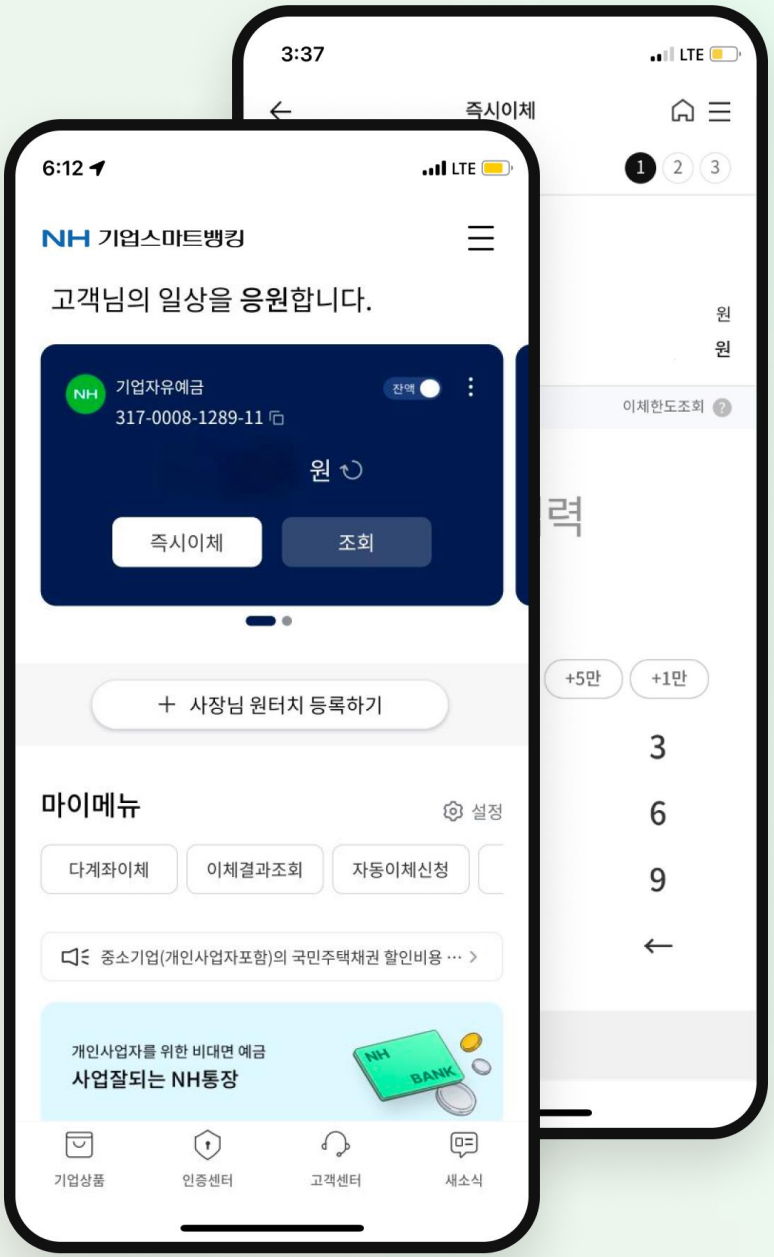 3:37
LTE
즉시이체
1 2 3
원
원
이체한도조회 ?
력
+5만 +1만
3
6
9
6:12
LTE
NH 기업스마트뱅킹
고객님의 일상을 응원합니다.
NH
기업자유예금
잔액
317-0008-1289-11
원
즉시이체
조회
+ 사장님 원터치 등록하기
마이메뉴
설정
다계좌이체
이체결과조회
자동이체신청
중소기업(개인사업자포함)의 국민주택채권 할인비용 ···
개인사업자를 위한 비대면 예금
사업잘되는 NH통장
NH
BANK
기업상품
인증센터
고객센터
새소식